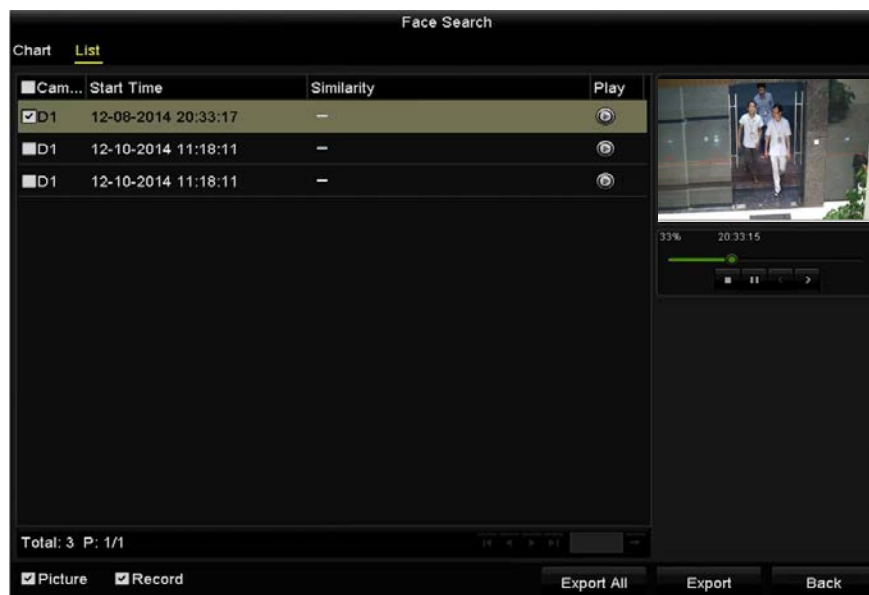 Face Search
Chart List
Cam... Start Time Similarity Play
D1 12-08-2014 20:33:17 –
D1 12-10-2014 11:18:11 –
D1 12-10-2014 11:18:11 –
33% 20:33:15
Total: 3 P: 1/1
Picture Record Export All Export Back